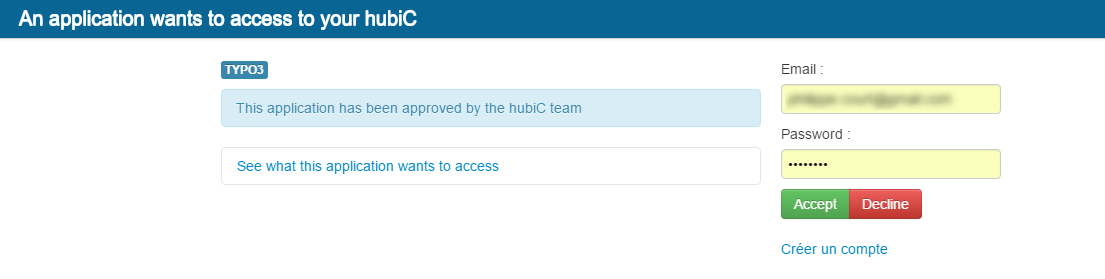 An application wants to access to your hubiC
TYPO3
This application has been approved by the hubiC team
See what this application wants to access
Email :
Password :
••••••••
Accept
Decline
Créer un compte